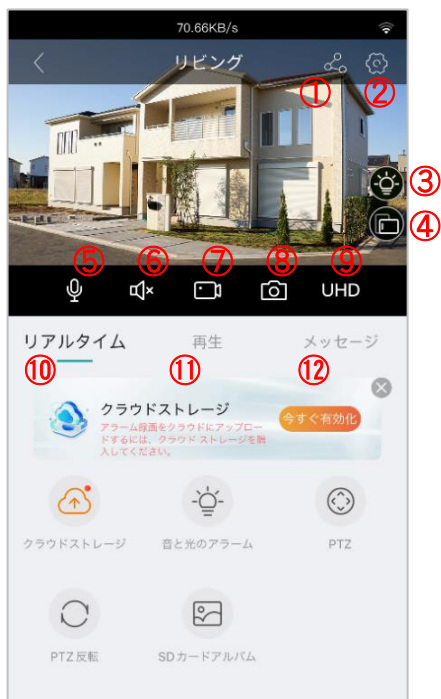 70.66KB/s
リビング
① ②
③
④
⑤ ⑥ ⑦ ⑧ ⑨
UHD
リアルタイム 再生 メッセージ
⑩ ⑪ ⑫
クラウドストレージ
アラーム録画をクラウドにアップロー
ドするには、クラウド ストレージを購
入してください。
今すぐ有効化
クラウドストレージ 音と光のアラーム PTZ
PTZ 反転 SDカードアルバム